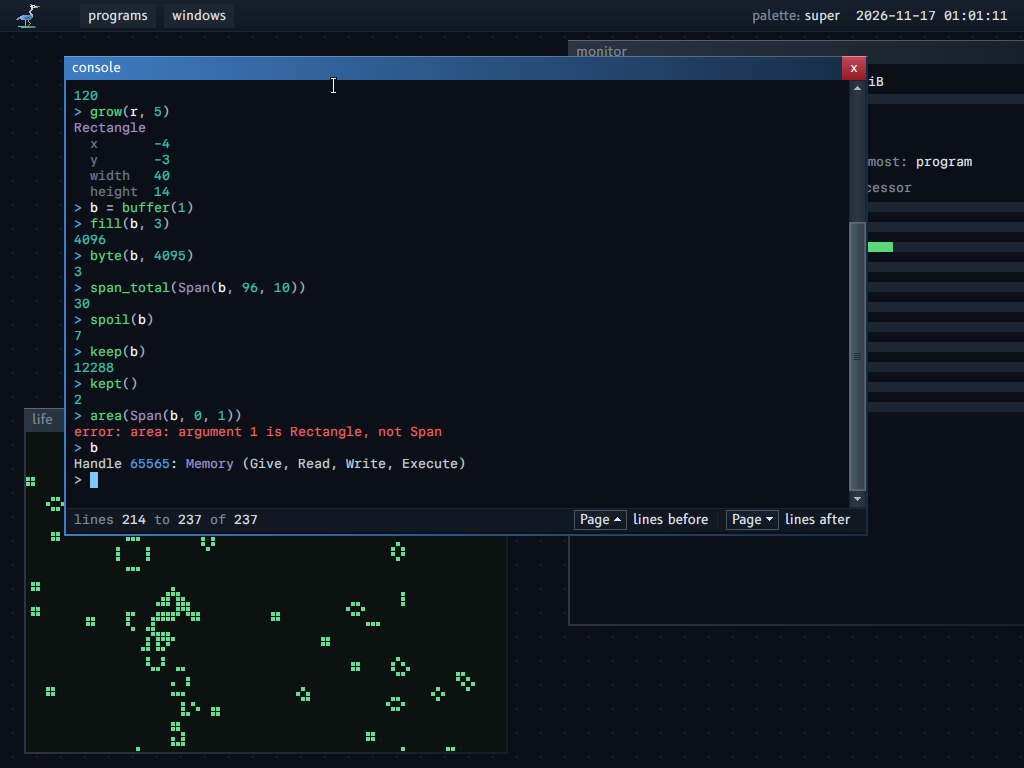 programs windows palette: super 2026-11-17 01:01:11
monitor
console x
iB
120
> grow(r, 5)
Rectangle
x -4
y -3
width 40
height 14
> b = buffer(1)
> fill(b, 3)
4096
> byte(b, 4095)
3
> span_total(Span(b, 96, 10))
30
> spoil(b)
7
> keep(b)
12288
> kept()
2
> area(Span(b, 0, 1))
error: area: argument 1 is Rectangle, not Span
> b
Handle 65565: Memory (Give, Read, Write, Execute)
>
most: program
cessor
lines 214 to 237 of 237 Page lines before Page lines after
life